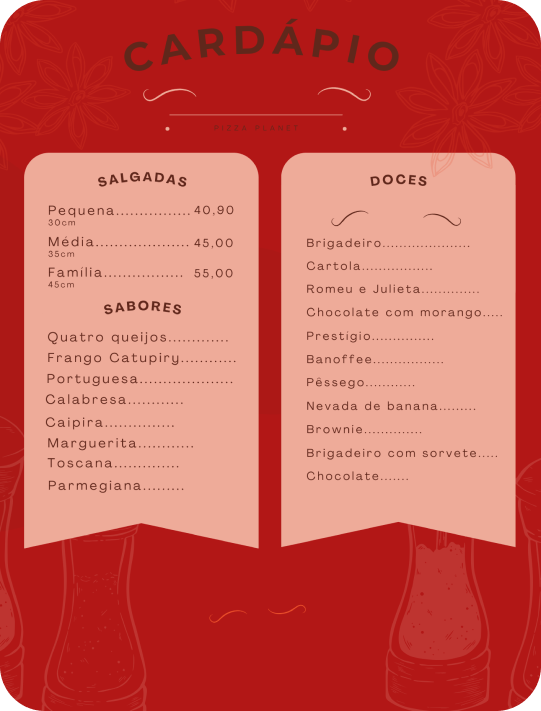 CARDÁPIO
PIZZA PLANET
SALGADAS
Pequena................ 40,90
30cm
Média.................... 45,00
35cm
Família................. 55,00
45cm
SABORES
Quatro queijos.............
Frango Catupiry............
Portuguesa....................
Calabresa............
Caipira...............
Marguerita............
Toscana..............
Parmegiana.........
DOCES
Brigadeiro.....................
Cartola.................
Romeu e Julieta..............
Chocolate com morango.....
Prestígio...............
Banoffee.................
Pêssego............
Nevada de banana.........
Brownie..............
Brigadeiro com sorvete.....
Chocolate.......